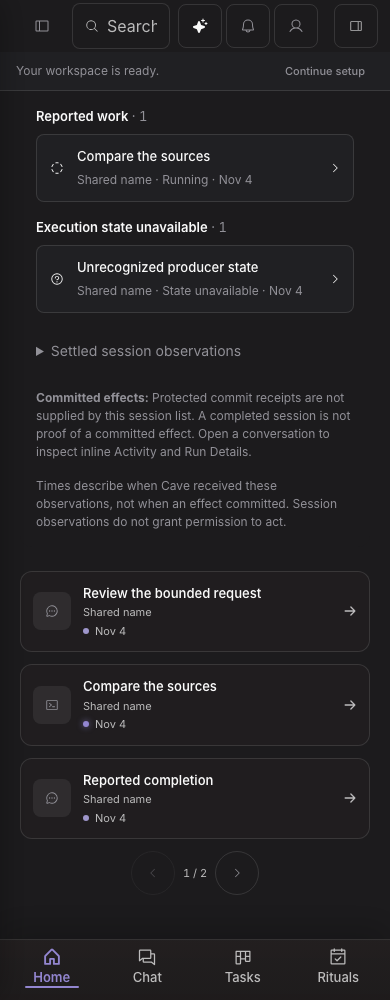 Search
Your workspace is ready.
Continue setup
Reported work · 1
Compare the sources
Shared name · Running · Nov 4
Execution state unavailable · 1
Unrecognized producer state
Shared name · State unavailable · Nov 4
Settled session observations
Committed effects: Protected commit receipts are not
supplied by this session list. A completed session is not
proof of a committed effect. Open a conversation to
inspect inline Activity and Run Details.
Times describe when Cave received these
observations, not when an effect committed. Session
observations do not grant permission to act.
Review the bounded request
Shared name
Nov 4
Compare the sources
Shared name
Nov 4
Reported completion
Shared name
Nov 4
1 / 2
Home
Chat
Tasks
Rituals